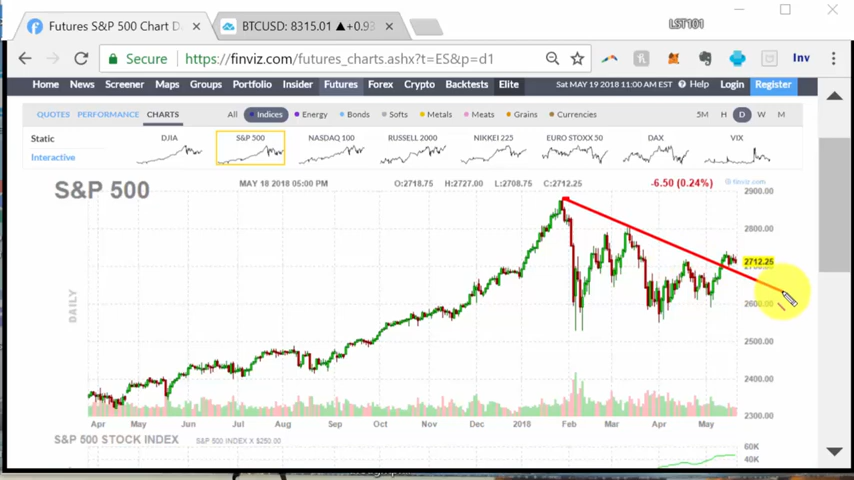 LST101
Futures S&P 500 Chart D
BTCUSD: 8315.01 ▲+0.93
Secure https://finviz.com/futures_charts.ashx?t=ES&p=d1
Inv
Home News Screener Maps Groups Portfolio Insider Futures Forex Crypto Backtests Elite Sat MAY 19 2018 11:00 AM EST Help Login Register
QUOTES PERFORMANCE CHARTS All Indices Energy Bonds Softs Metals Meats Grains Currencies 5M H D W M
Static DJIA S&P 500 NASDAQ 100 RUSSELL 2000 NIKKEI 225 EURO STOXX 50 DAX VIX
Interactive
S&P 500 MAY 18 2018 05:00 PM O:2718.75 H:2727.00 L:2708.75 C:2712.25 -6.50 (0.24%) © finviz.com
2900.00
2800.00
2712.25
DAILY
2600.00
2500.00
2400.00
2300.00
Apr May Jun Jul Aug Sep Oct Nov Dec 2018 Feb Mar Apr May
S&P 500 STOCK INDEX S&P 500 INDEX X $250.00
60K
40K